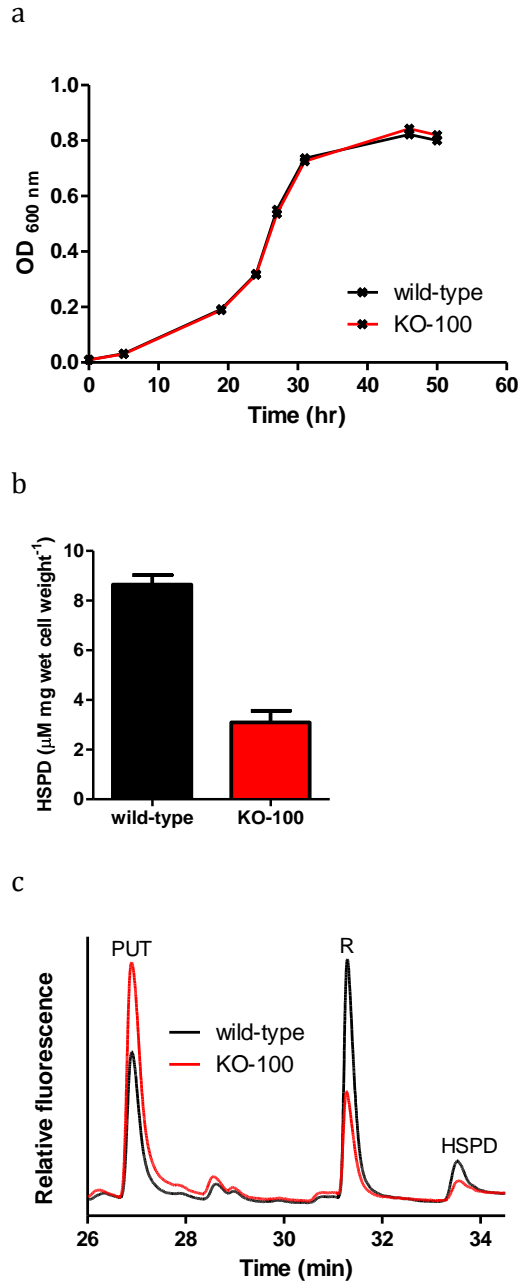 a
1.0
0.8
0.6
0.4
0.2
0.0
OD 600 nm
wild-type
KO-100
0 10 20 30 40 50 60
Time (hr)
b
10
8
6
4
2
0
HSPD (µM mg wet cell weight⁻¹)
wild-type KO-100
c
PUT R
wild-type
KO-100
HSPD
Relative fluorescence
26 28 30 32 34
Time (min)